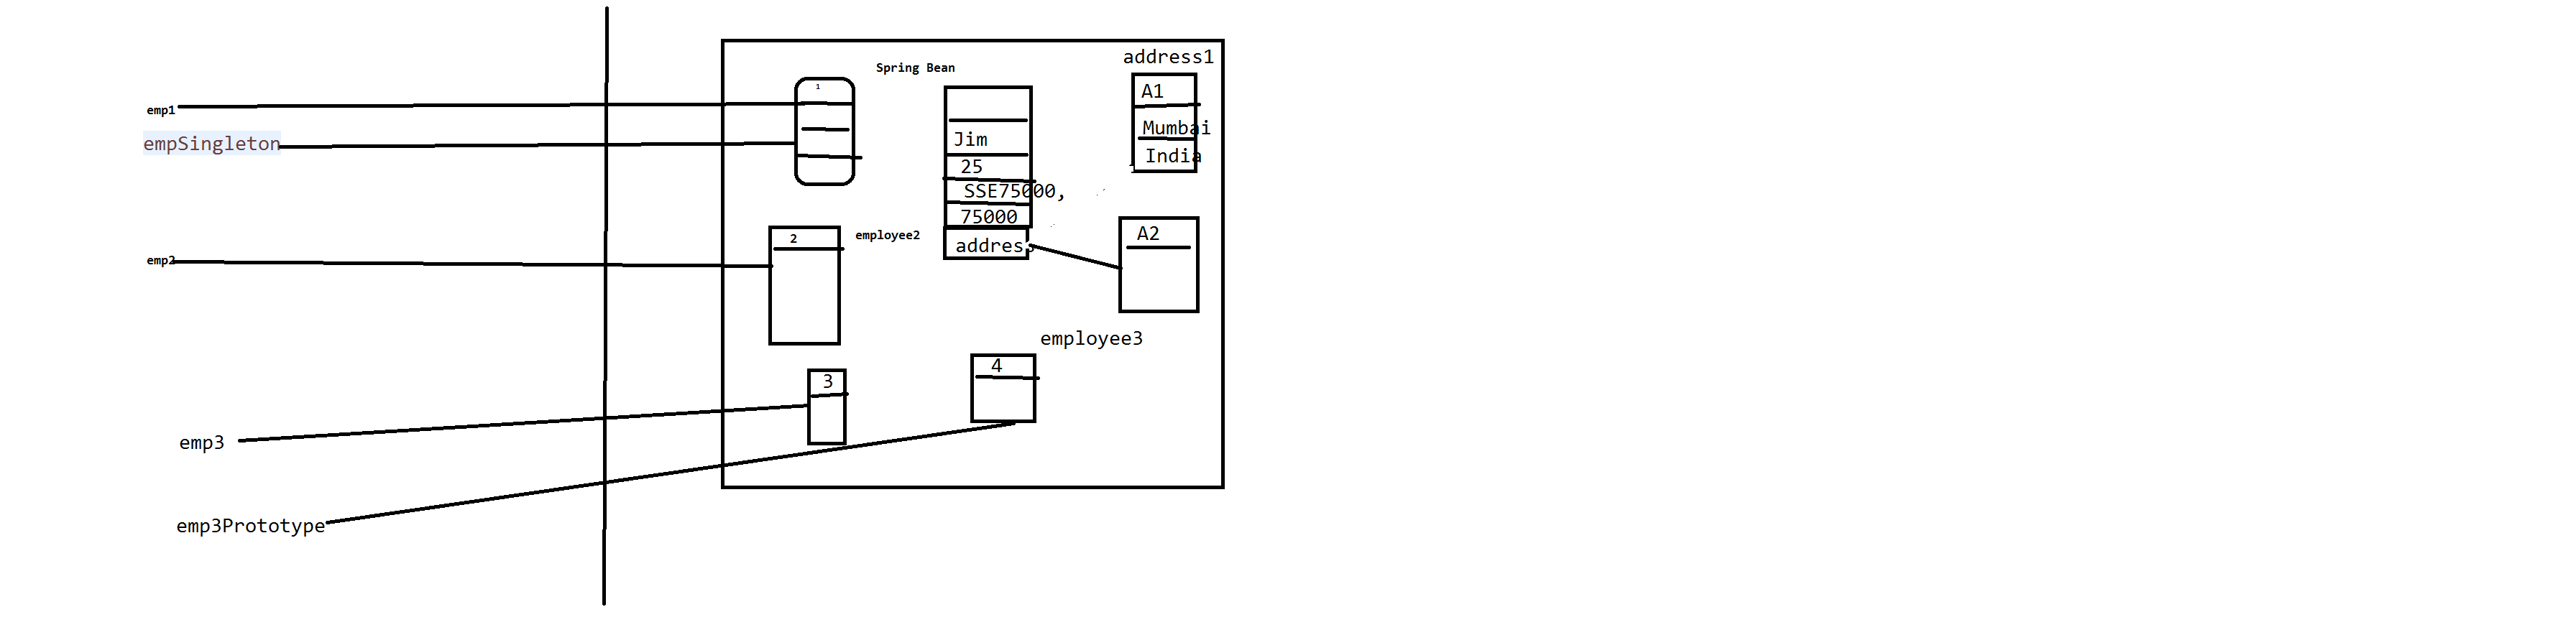 address1
Spring Bean
1
A1
emp1
Mumbai
Jim
empSingleton
India
25
SSE75000,
75000
2
employee2
A2
addres
emp2
employee3
4
3
emp3
emp3Prototype